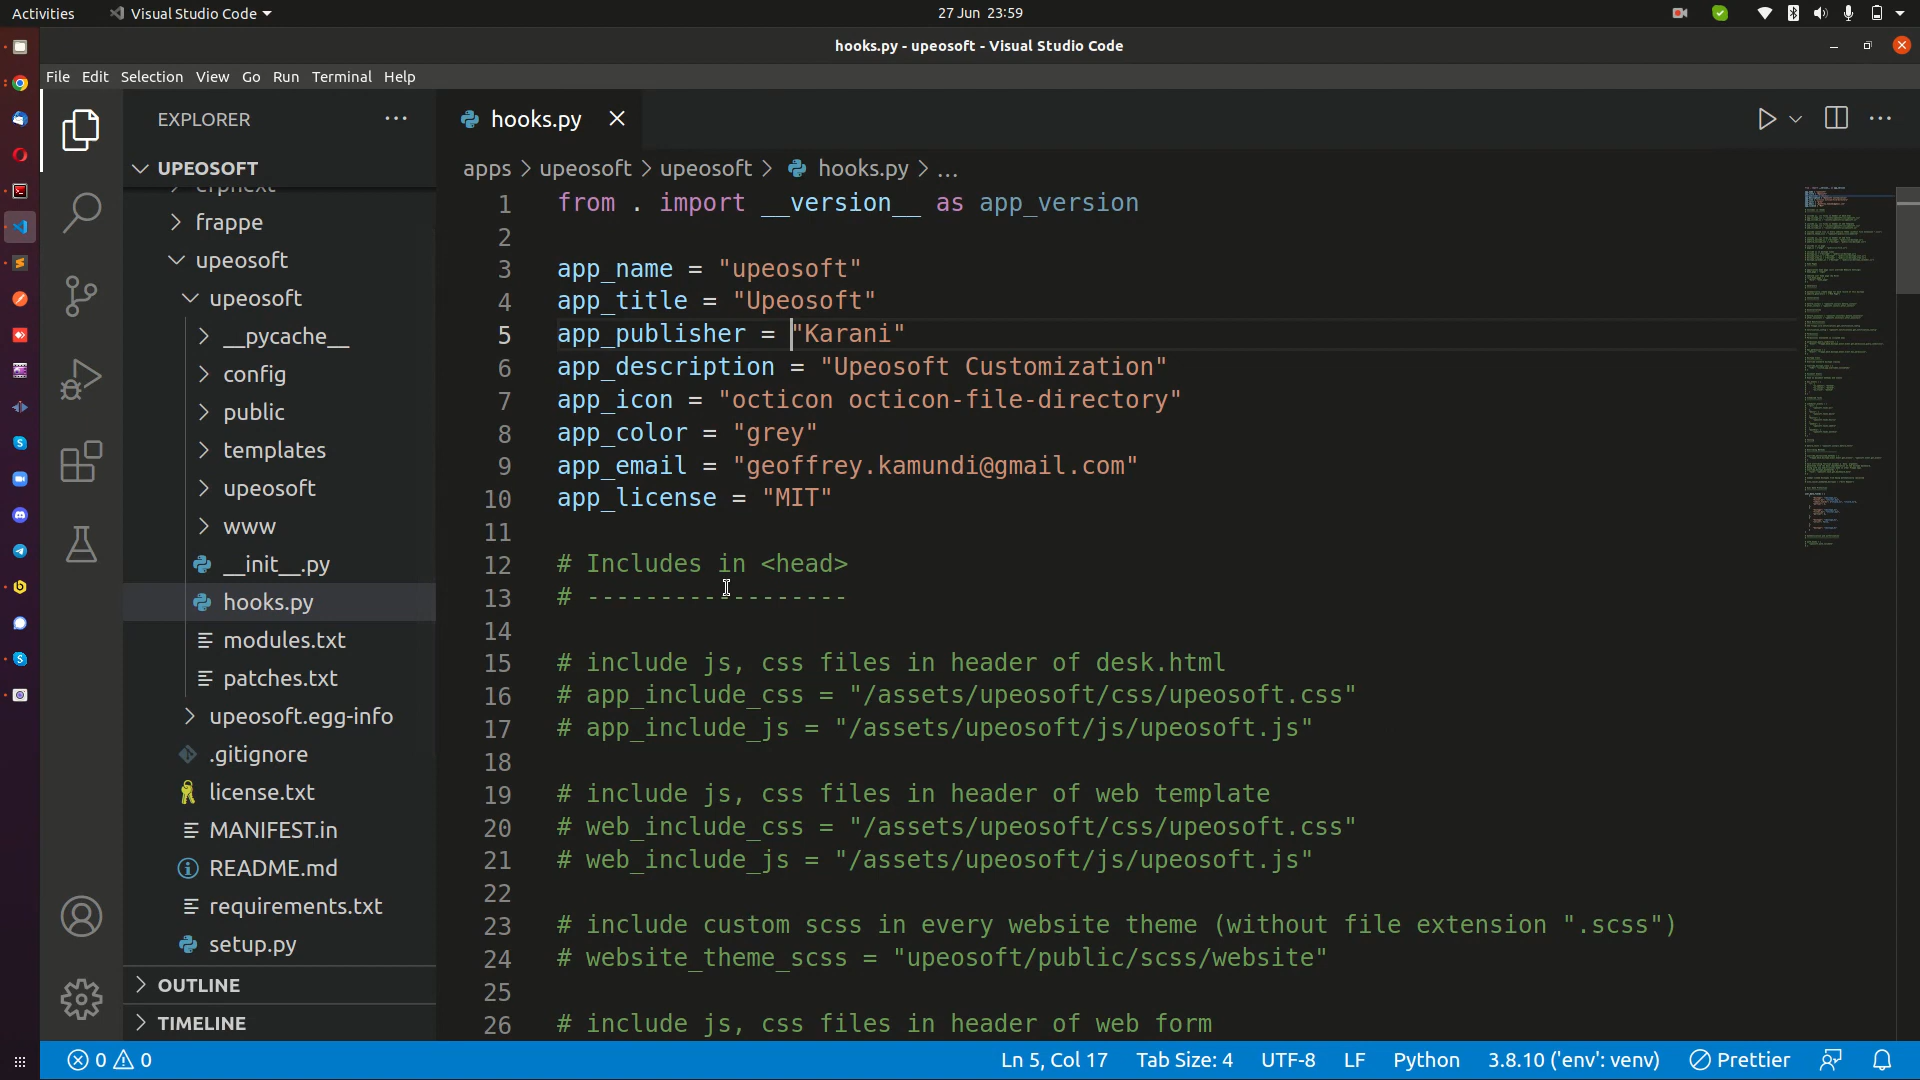 Activities
Visual Studio Code
27 Jun 23:59
hooks.py - upeosoft - Visual Studio Code
File Edit Selection View Go Run Terminal Help
EXPLORER
UPEOSOFT
erpnext
frappe
upeosoft
upeosoft
__pycache__
config
public
templates
upeosoft
www
__init__.py
hooks.py
modules.txt
patches.txt
upeosoft.egg-info
.gitignore
license.txt
MANIFEST.in
README.md
requirements.txt
setup.py
OUTLINE
TIMELINE
hooks.py
apps > upeosoft > upeosoft > hooks.py > ...
1 from . import __version__ as app_version
2
3 app_name = "upeosoft"
4 app_title = "Upeosoft"
5 app_publisher = "Karani"
6 app_description = "Upeosoft Customization"
7 app_icon = "octicon octicon-file-directory"
8 app_color = "grey"
9 app_email = "geoffrey.kamundi@gmail.com"
10 app_license = "MIT"
11
12 # Includes in <head>
13 # ------------------
14
15 # include js, css files in header of desk.html
16 # app_include_css = "/assets/upeosoft/css/upeosoft.css"
17 # app_include_js = "/assets/upeosoft/js/upeosoft.js"
18
19 # include js, css files in header of web template
20 # web_include_css = "/assets/upeosoft/css/upeosoft.css"
21 # web_include_js = "/assets/upeosoft/js/upeosoft.js"
22
23 # include custom scss in every website theme (without file extension ".scss")
24 # website_theme_scss = "upeosoft/public/scss/website"
25
26 # include js, css files in header of web form
0 0
Ln 5, Col 17
Tab Size: 4
UTF-8
LF
Python
3.8.10 ('env': venv)
Prettier